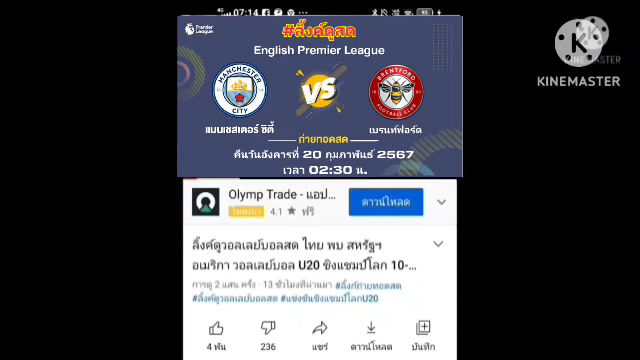 4G 07:14
98
#ลิ้งค์ดูสด
Premier League
English Premier League
MANCHESTER CITY
VS
BRENTFORD FOOTBALL CLUB
แมนเชสเตอร์ ซิตี้
เบรนท์ฟอร์ด
ถ่ายทอดสด
คืนวันอังคารที่ 20 กุมภาพันธ์ 2567
เวลา 02:30 น.
KINEMASTER
KINEMASTER
Olymp Trade - แอป...
โฆษณา 4.1 ★ ฟรี
ดาวน์โหลด
ลิ้งค์ดูวอลเลย์บอลสด ไทย พบ สหรัฐฯ
อเมริกา วอลเลย์บอล U20 ชิงแชมป์โลก 10-...
การดู 2 แสน ครั้ง · 13 ชั่วโมงที่ผ่านมา #ลิ้งก์ถ่ายทอดสด
#ลิ้งค์ดูวอลเลย์บอลสด #แข่งขันชิงแชมป์โลกU20
4 พัน
236
แชร์
ดาวน์โหลด
บันทึก